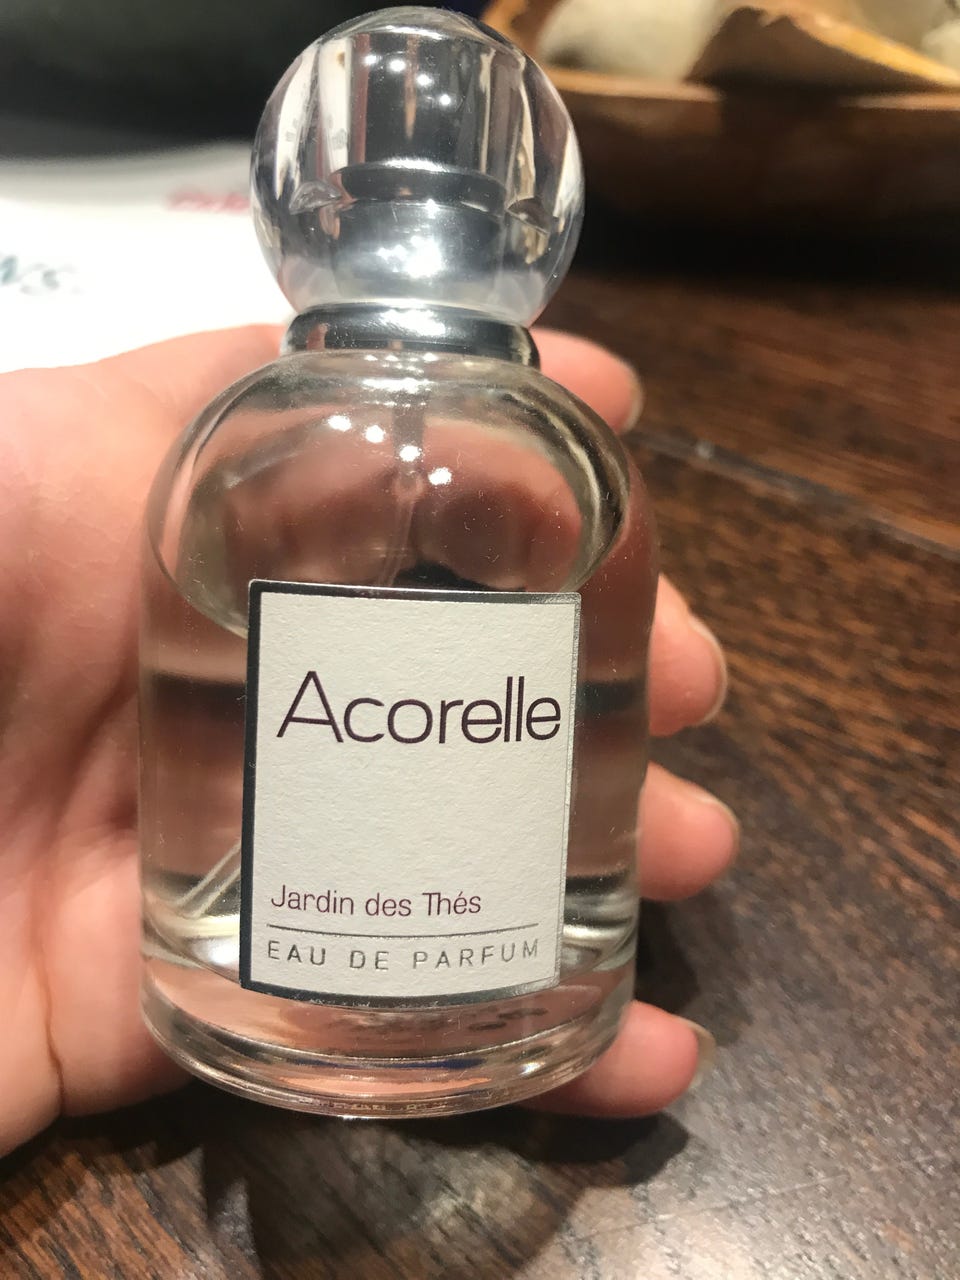 Acorelle
Jardin des Thés
EAU DE PARFUM